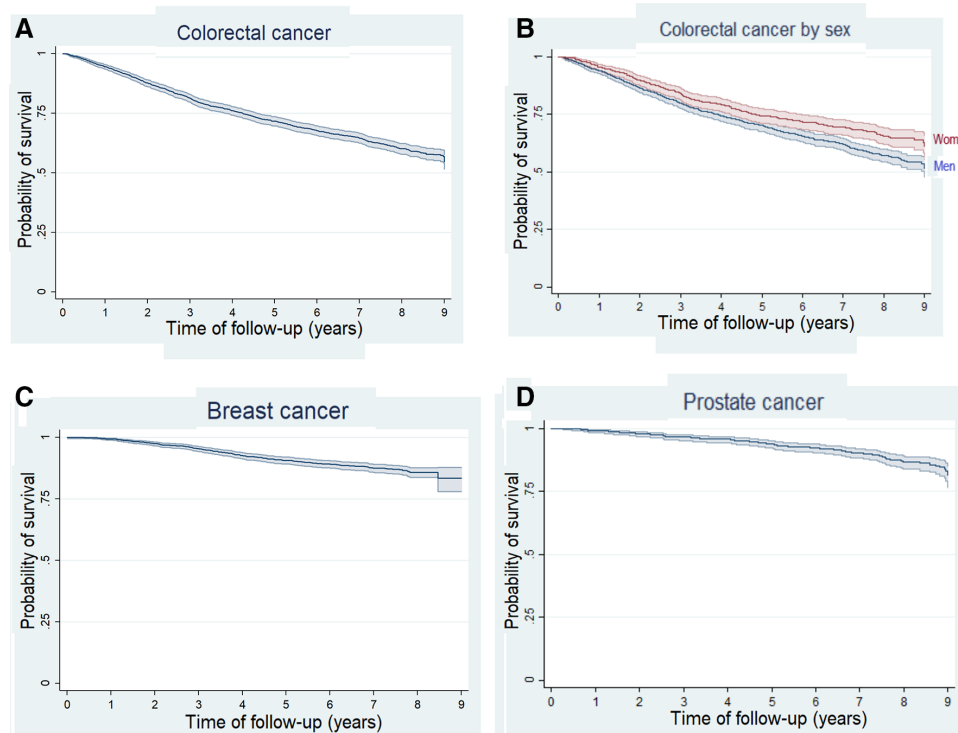 A
Colorectal cancer
Probability of survival
1
.75
.5
.25
0
0 1 2 3 4 5 6 7 8 9
Time of follow-up (years)
B
Colorectal cancer by sex
Probability of survival
1
.75
.5
.25
0
Wom
Men
0 1 2 3 4 5 6 7 8 9
Time of follow-up (years)
C
Breast cancer
Probability of survival
1
.75
.5
.25
0
0 1 2 3 4 5 6 7 8 9
Time of follow-up (years)
D
Prostate cancer
Probability of survival
1
.75
.5
.25
0
0 1 2 3 4 5 6 7 8 9
Time of follow-up (years)